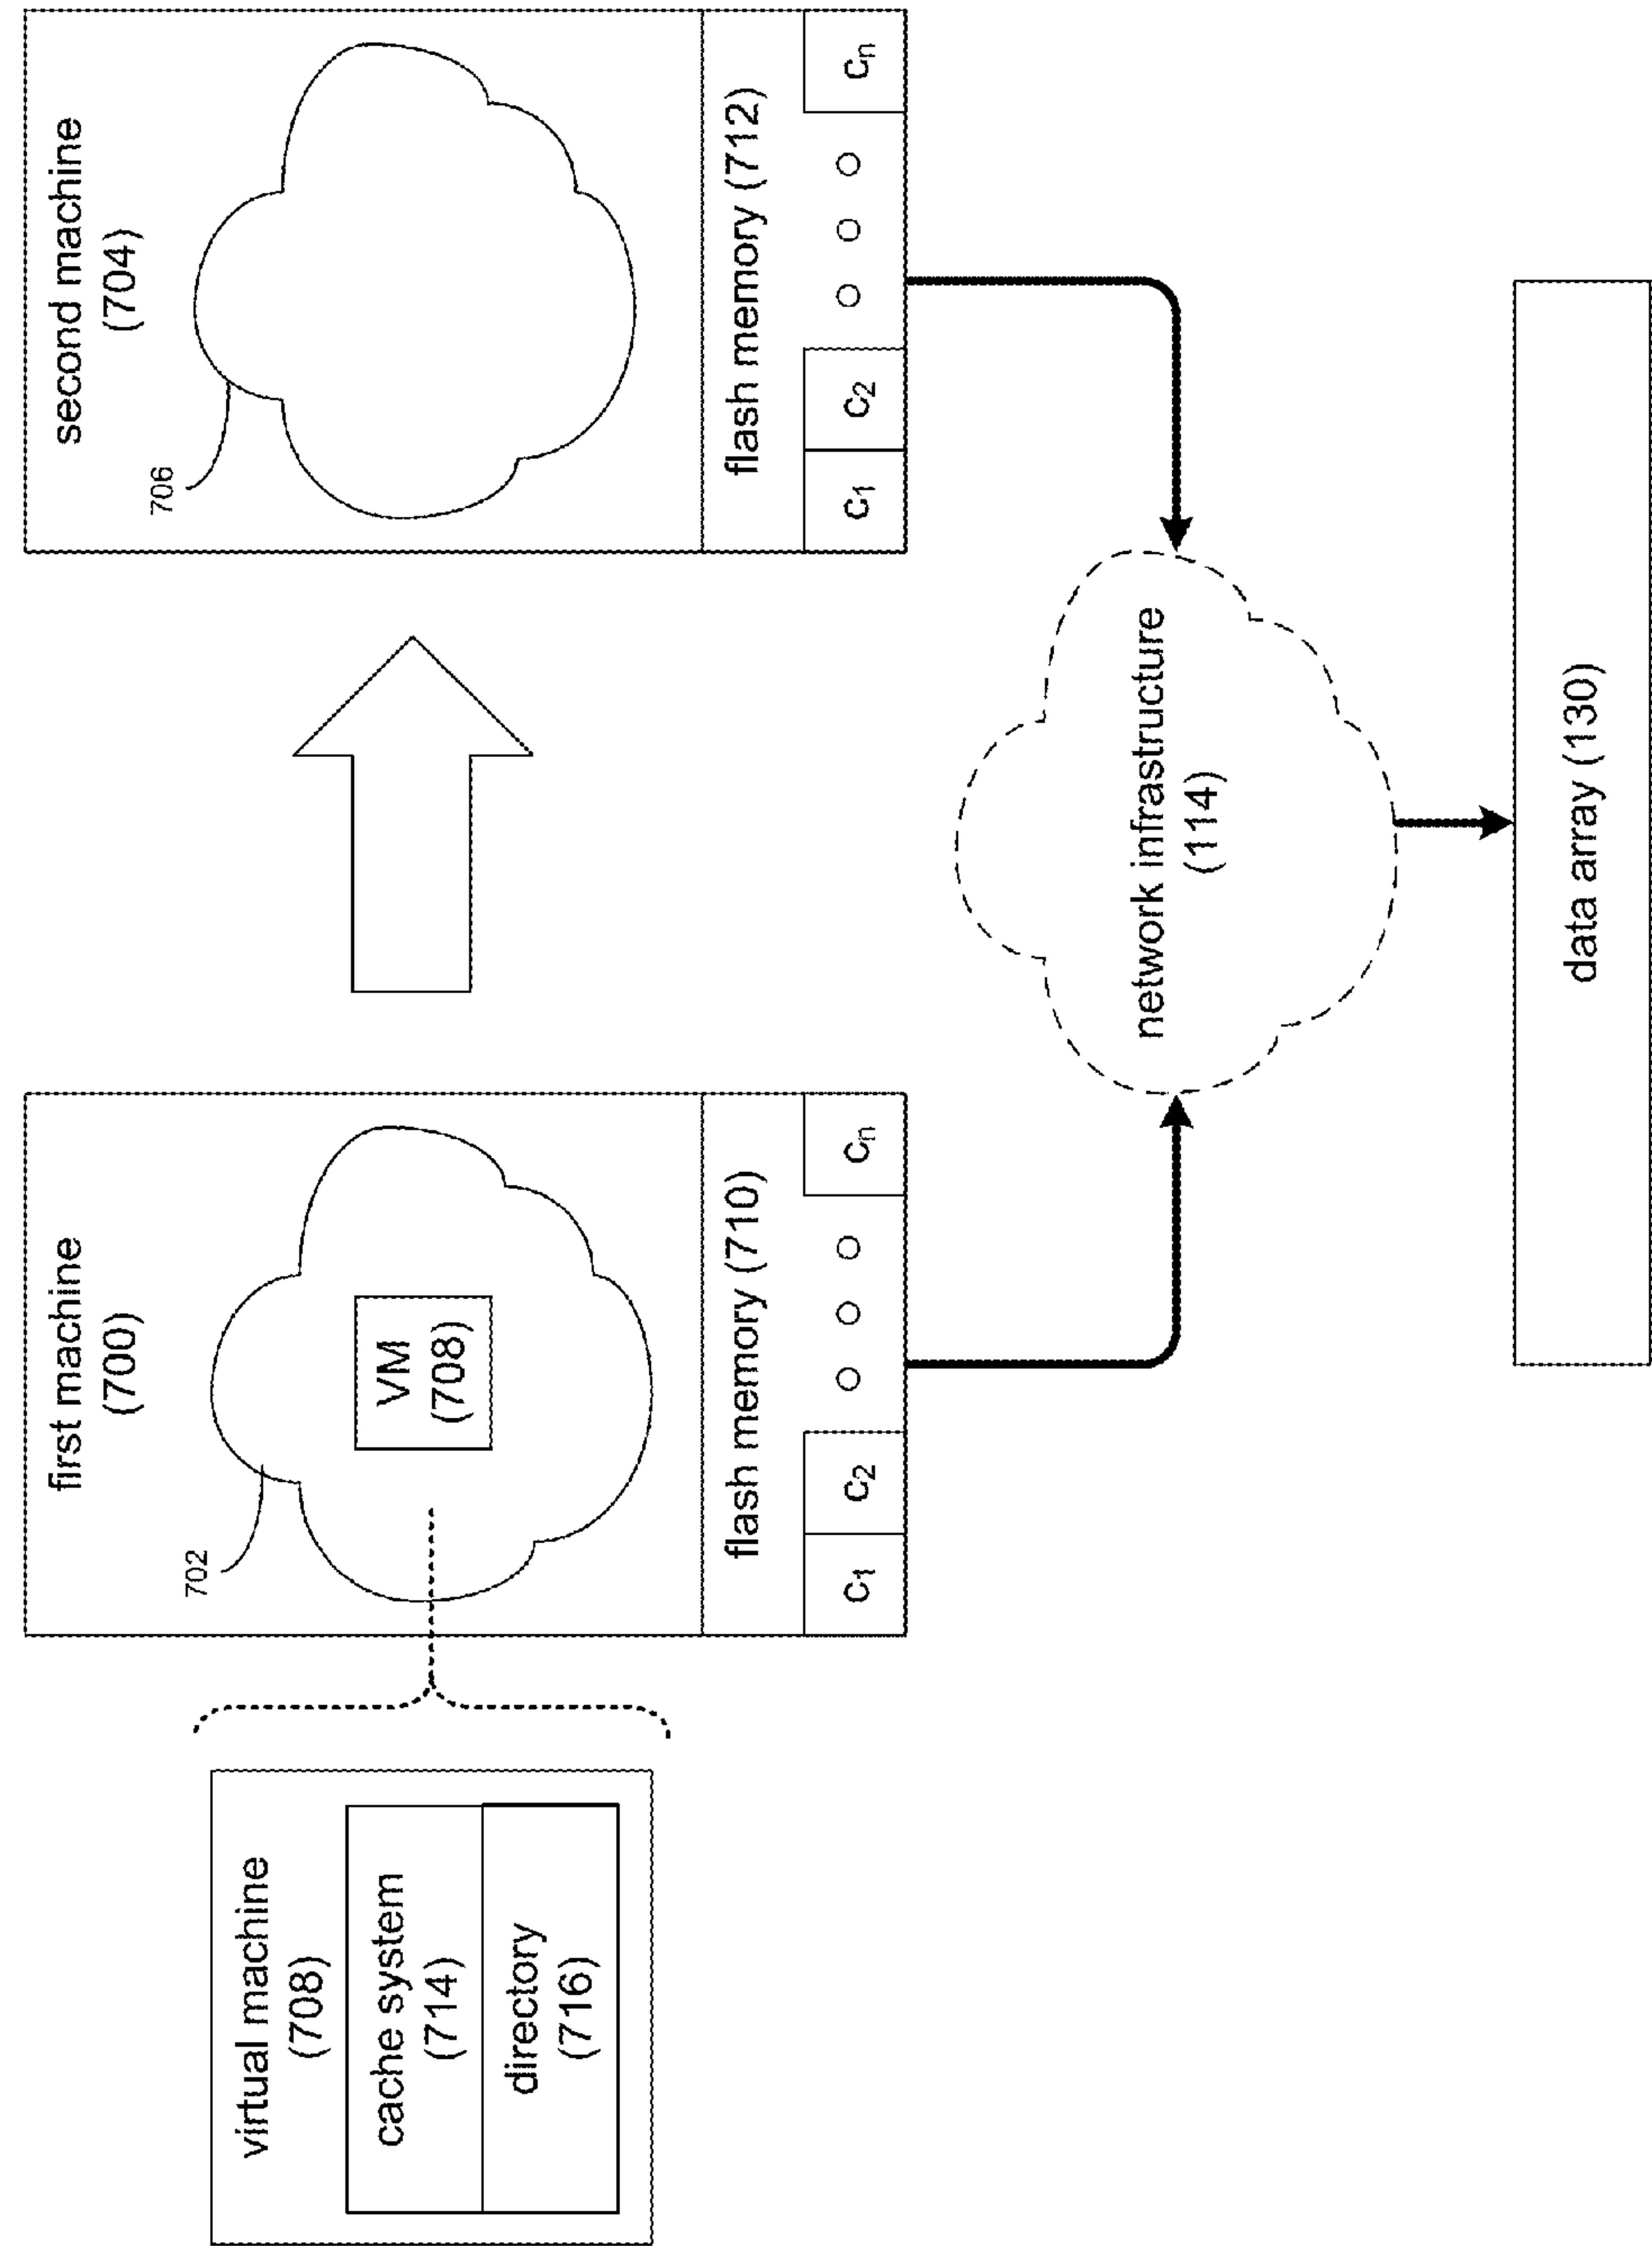 virtual machine
(708)
cache system
(714)
directory
(716)
first machine
(700)
702
VM
(708)
flash memory (710)
c1
c2
cn
second machine
(704)
706
flash memory (712)
c1
c2
cn
network infrastructure
(114)
data array (130)